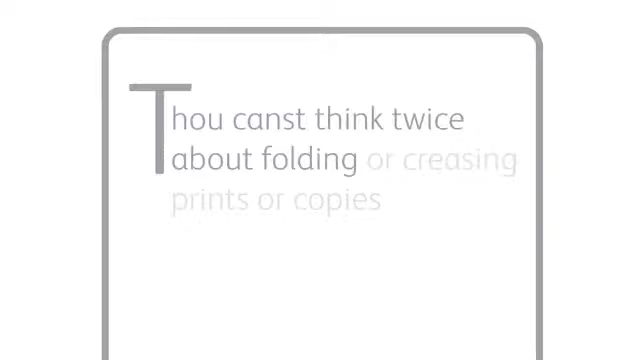 Thou canst think twice
about folding or creasing
prints or copies